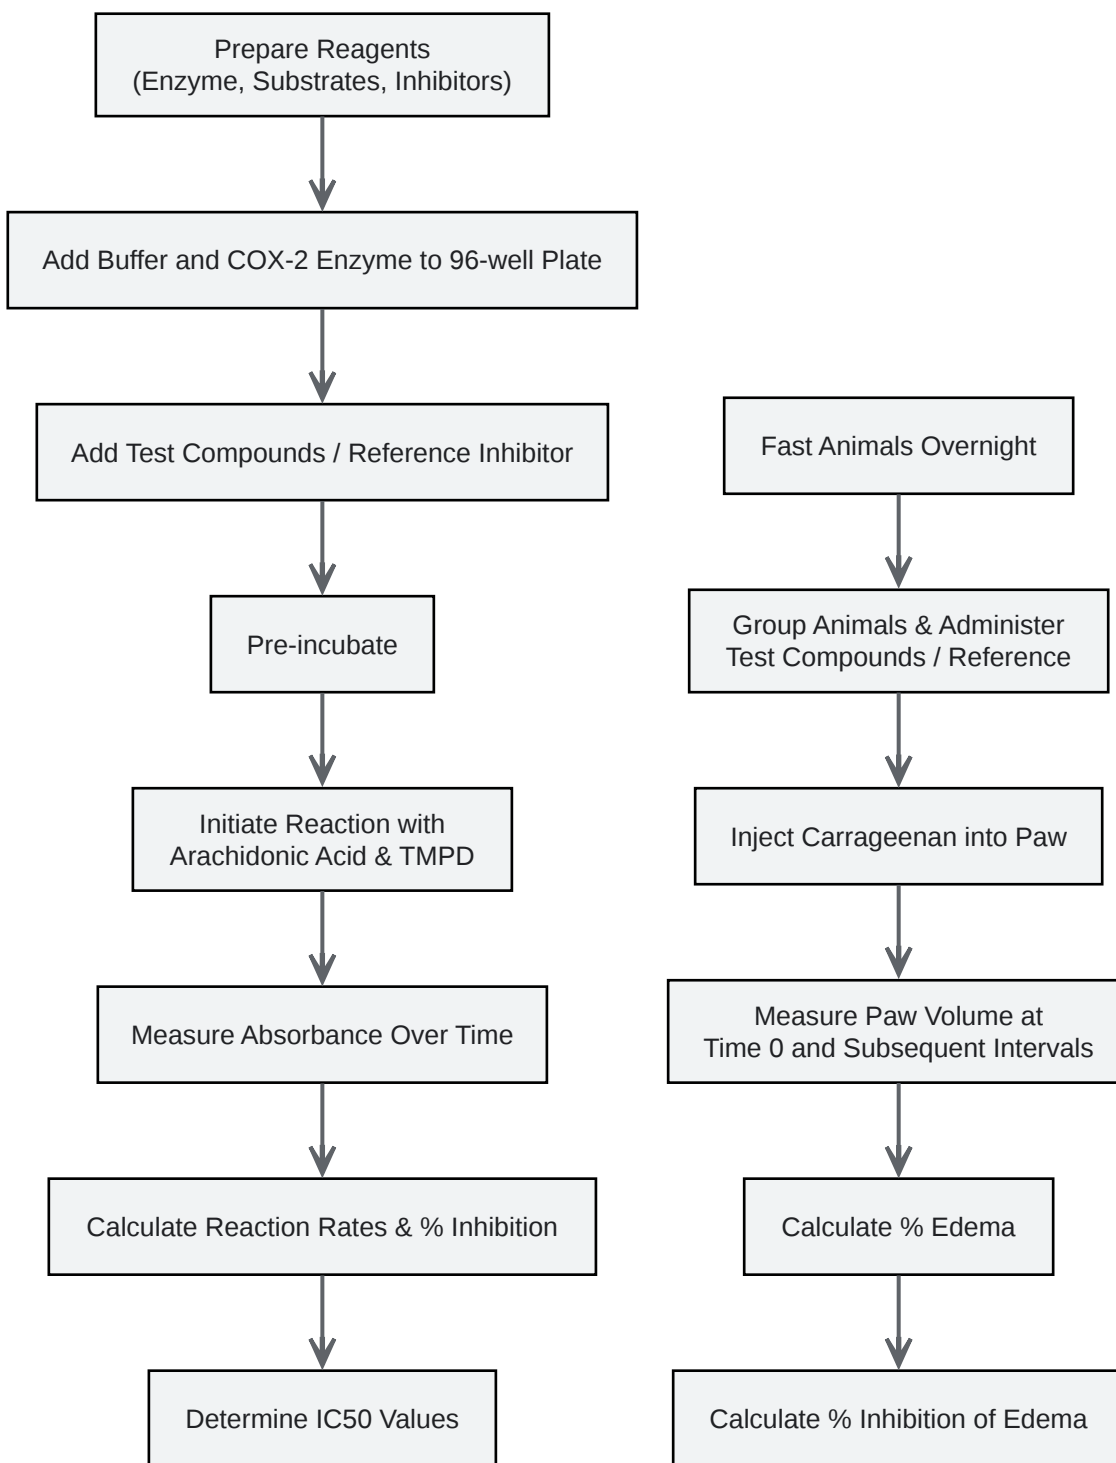 Prepare Reagents
(Enzyme, Substrates, Inhibitors)
Add Buffer and COX-2 Enzyme to 96-well Plate
Add Test Compounds / Reference Inhibitor
Pre-incubate
Initiate Reaction with
Arachidonic Acid & TMPD
Measure Absorbance Over Time
Calculate Reaction Rates & % Inhibition
Determine IC50 Values
Fast Animals Overnight
Group Animals & Administer
Test Compounds / Reference
Inject Carrageenan into Paw
Measure Paw Volume at
Time 0 and Subsequent Intervals
Calculate % Edema
Calculate % Inhibition of Edema